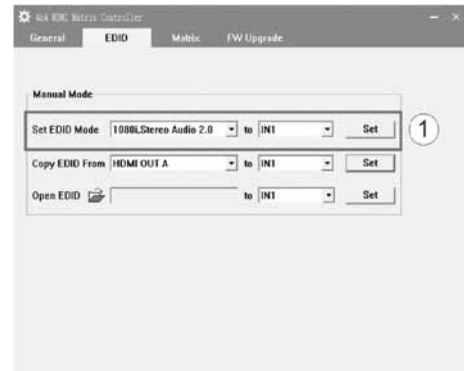 4x4 HDMI Matrix Controller
General EDID Matrix FW Upgrade
Manual Mode
Set EDID Mode 1080i,Stereo Audio 2.0 to IN1 Set
1
Copy EDID From HDMI OUT A to IN1 Set
Open EDID to IN1 Set